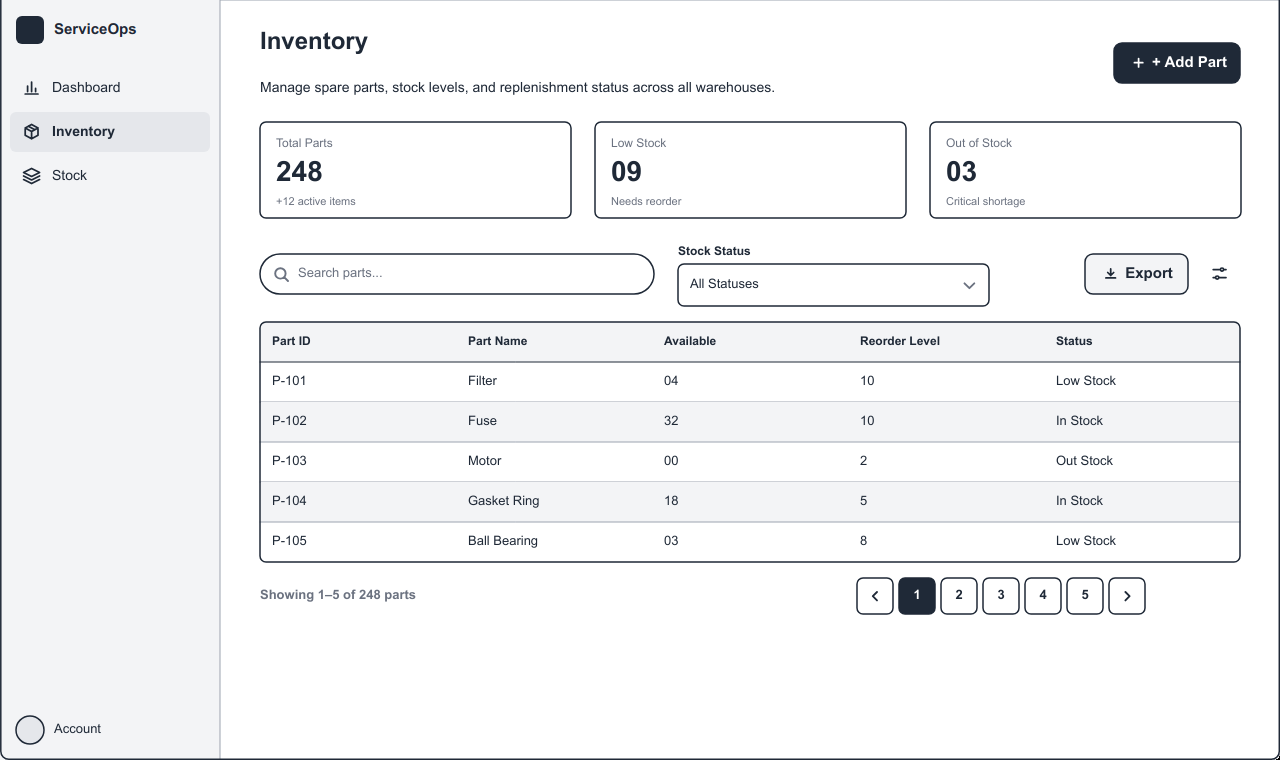 ServiceOps
Dashboard
Inventory
Stock
Account
Inventory
Manage spare parts, stock levels, and replenishment status across all warehouses.
+ + Add Part
Total Parts
248
+12 active items
Low Stock
09
Needs reorder
Out of Stock
03
Critical shortage
Search parts...
Stock Status
All Statuses
Export
Part ID Part Name Available Reorder Level Status
P-101 Filter 04 10 Low Stock
P-102 Fuse 32 10 In Stock
P-103 Motor 00 2 Out Stock
P-104 Gasket Ring 18 5 In Stock
P-105 Ball Bearing 03 8 Low Stock
Showing 1–5 of 248 parts
1 2 3 4 5